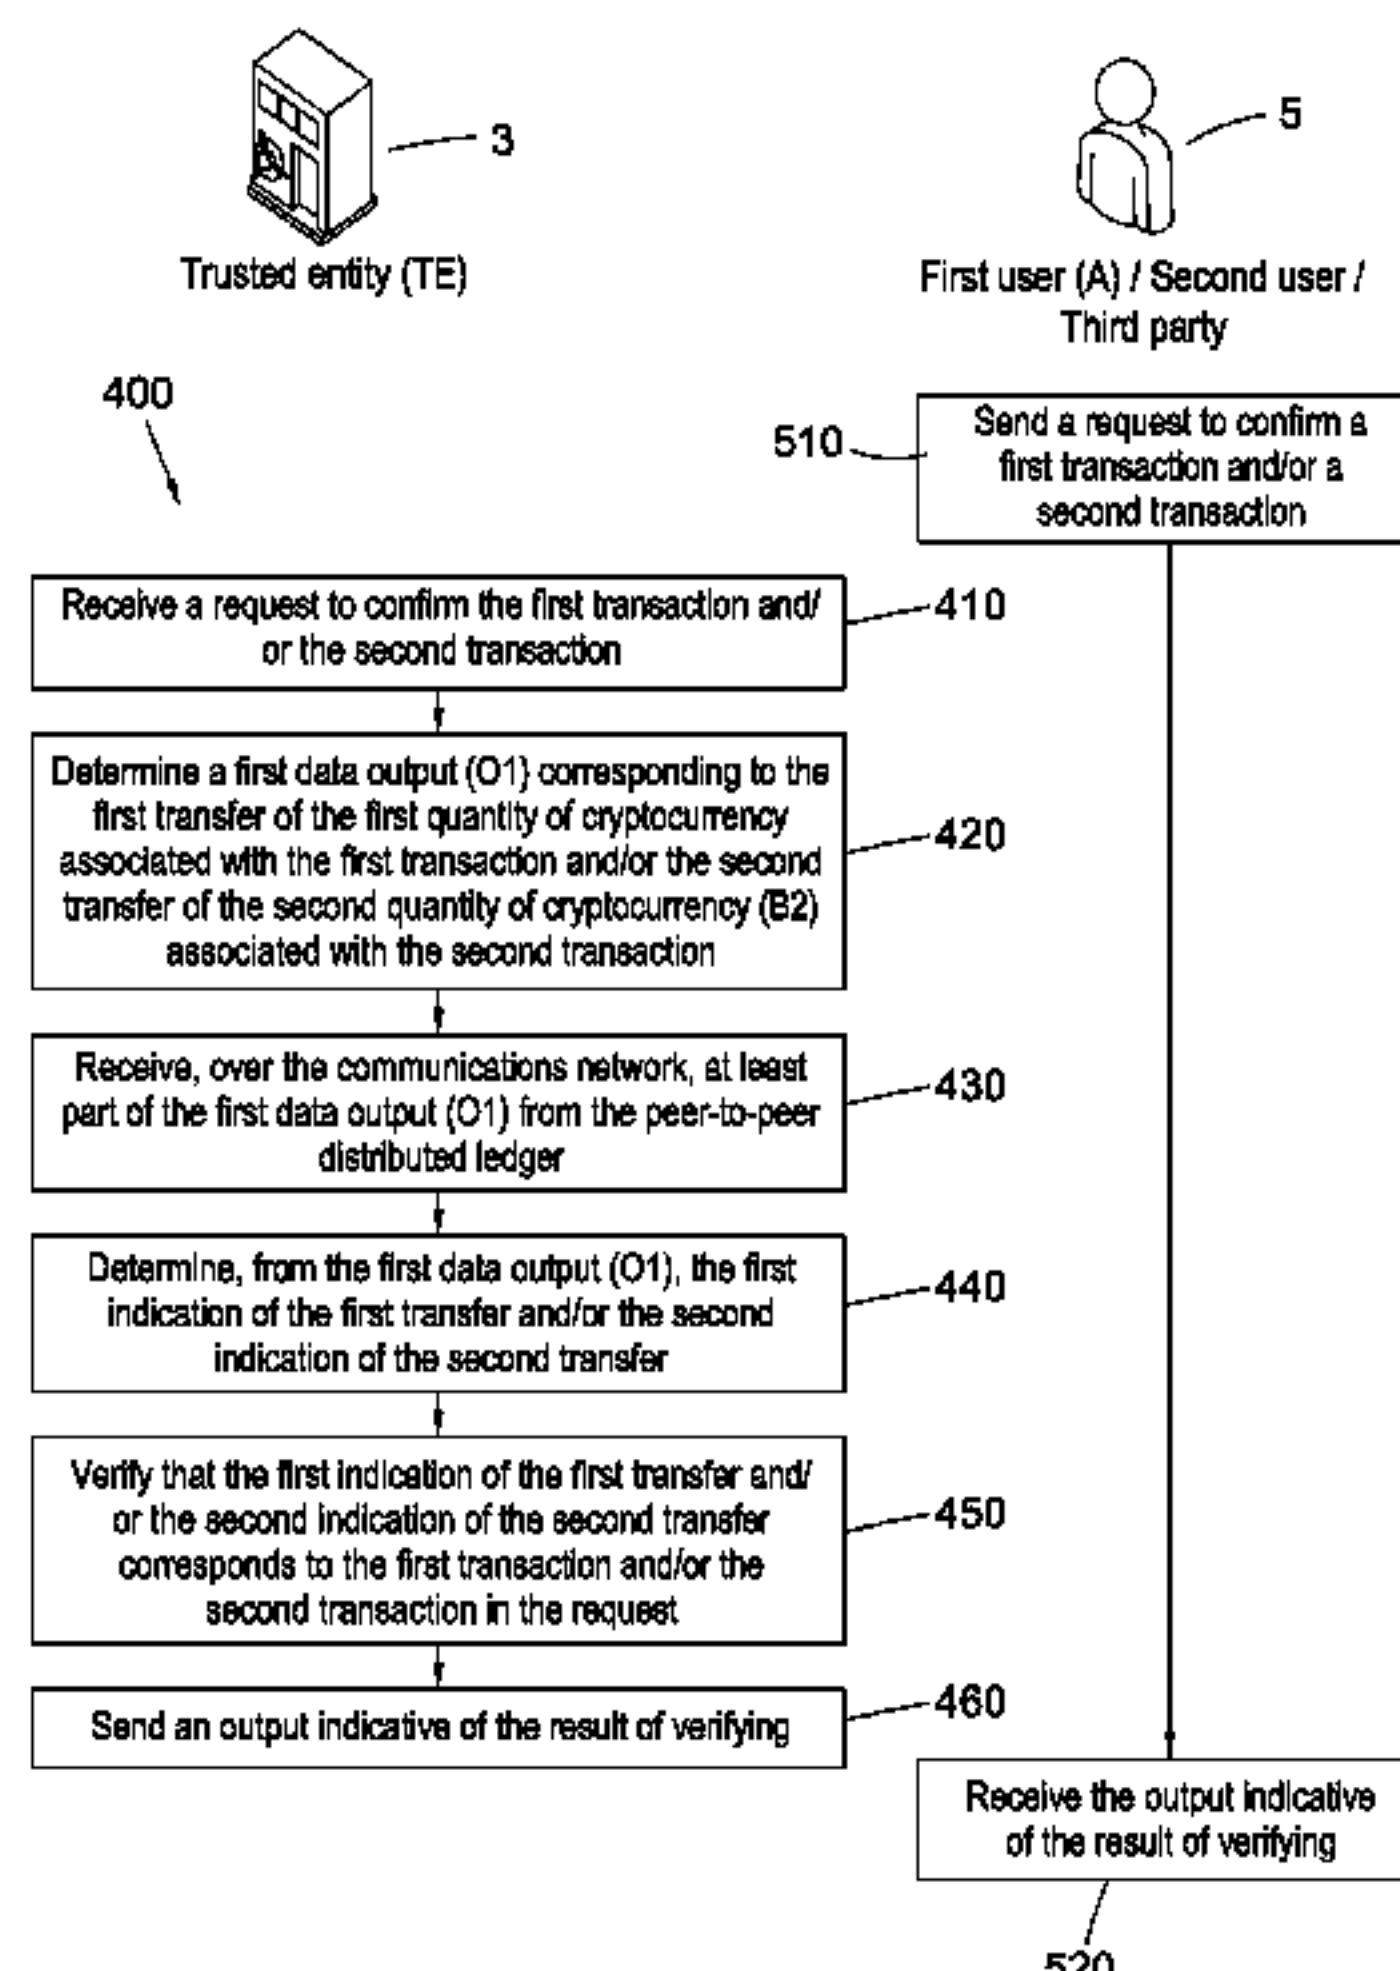 3
5
Trusted entity (TE)
First user (A) / Second user /
Third party
400
510
Send a request to confirm a
first transaction and/or a
second transaction
Receive a request to confirm the first transaction and/
or the second transaction
410
Determine a first data output (O1) corresponding to the
first transfer of the first quantity of cryptocurrency
associated with the first transaction and/or the second
transfer of the second quantity of cryptocurrency (B2)
associated with the second transaction
420
Receive, over the communications network, at least
part of the first data output (O1) from the peer-to-peer
distributed ledger
430
Determine, from the first data output (O1), the first
indication of the first transfer and/or the second
indication of the second transfer
440
Verify that the first indication of the first transfer and/
or the second indication of the second transfer
corresponds to the first transaction and/or the
second transaction in the request
450
Send an output indicative of the result of verifying
460
Receive the output indicative
of the result of verifying
520